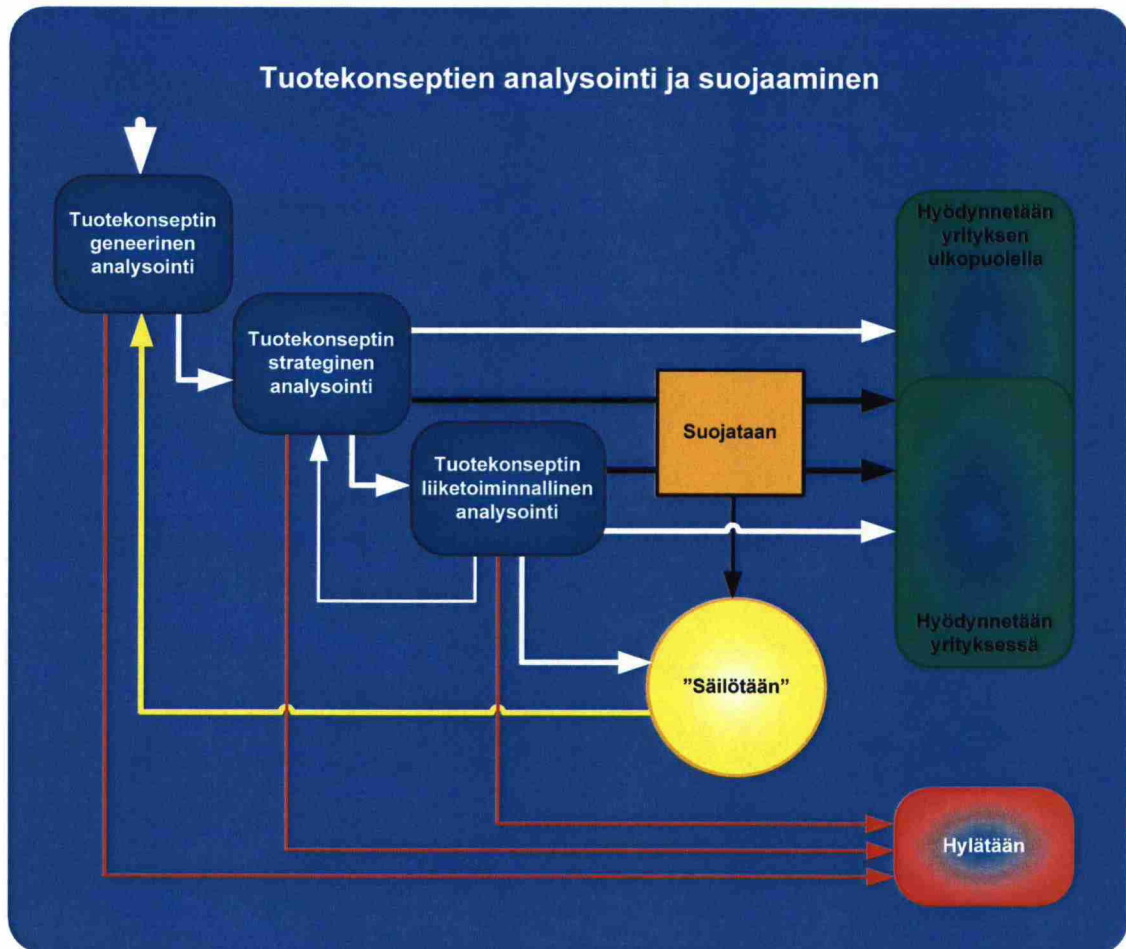 Tuotekonseptien analysointi ja suojaaminen
Tuotekonseptin
geneerinen
analysointi
Tuotekonseptin
strateginen
analysointi
Tuotekonseptin
liiketoiminnallinen
analysointi
Suojataan
Hyödynnetään
yrityksen
ulkopuolella
Hyödynnetään
yrityksessä
"Säilötään"
Hylätään